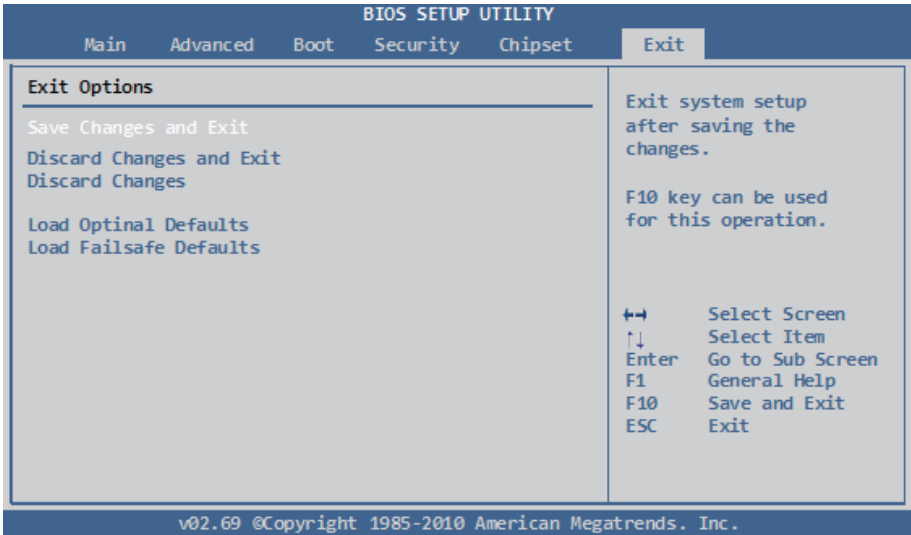 BIOS SETUP UTILITY
Main Advanced Boot Security Chipset Exit
Exit Options
Save Changes and Exit
Discard Changes and Exit
Discard Changes
Load Optinal Defaults
Load Failsafe Defaults
Exit system setup
after saving the
changes.
F10 key can be used
for this operation.
←→ Select Screen
↑↓ Select Item
Enter Go to Sub Screen
F1 General Help
F10 Save and Exit
ESC Exit
v02.69 ©Copyright 1985-2010 American Megatrends. Inc.